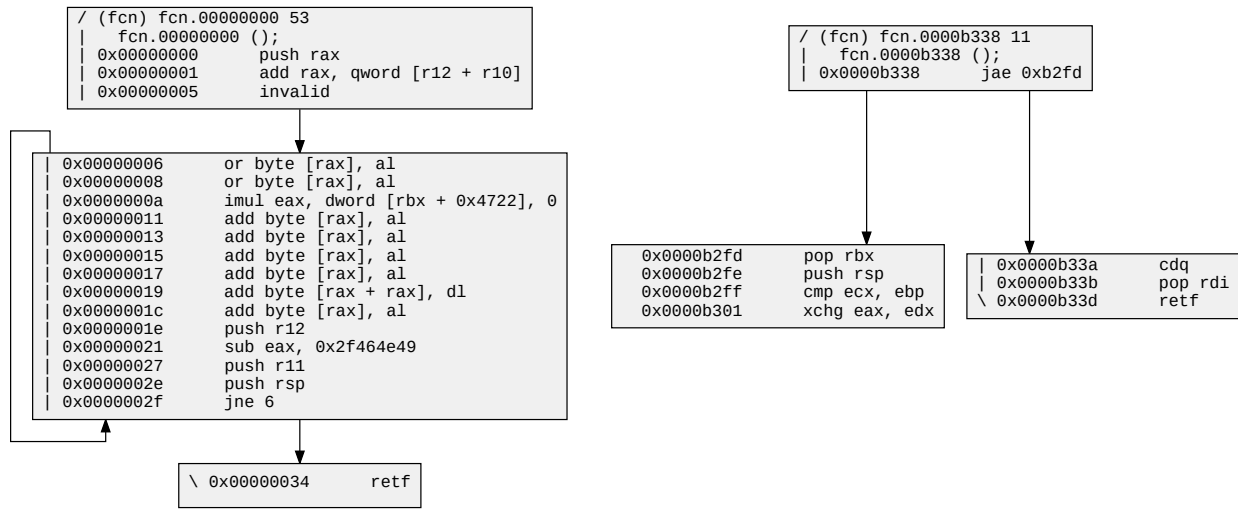 / (fcn) fcn.00000000 53
|   fcn.00000000 ();
| 0x00000000      push rax
| 0x00000001      add rax, qword [r12 + r10]
| 0x00000005      invalid
| 0x00000006      or byte [rax], al
| 0x00000008      or byte [rax], al
| 0x0000000a      imul eax, dword [rbx + 0x4722], 0
| 0x00000011      add byte [rax], al
| 0x00000013      add byte [rax], al
| 0x00000015      add byte [rax], al
| 0x00000017      add byte [rax], al
| 0x00000019      add byte [rax + rax], dl
| 0x0000001c      add byte [rax], al
| 0x0000001e      push r12
| 0x00000021      sub eax, 0x2f464e49
| 0x00000027      push r11
| 0x0000002e      push rsp
| 0x0000002f      jne 6
\ 0x00000034      retf
/ (fcn) fcn.0000b338 11
|   fcn.0000b338 ();
| 0x0000b338      jae 0xb2fd
0x0000b2fd      pop rbx
0x0000b2fe      push rsp
0x0000b2ff      cmp ecx, ebp
0x0000b301      xchg eax, edx
| 0x0000b33a      cdq
| 0x0000b33b      pop rdi
\ 0x0000b33d      retf